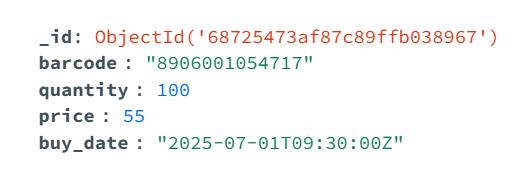 _id: ObjectId('68725473af87c89ffb038967')
barcode : "8906001054717"
quantity : 100
price : 55
buy_date : "2025-07-01T09:30:00Z"